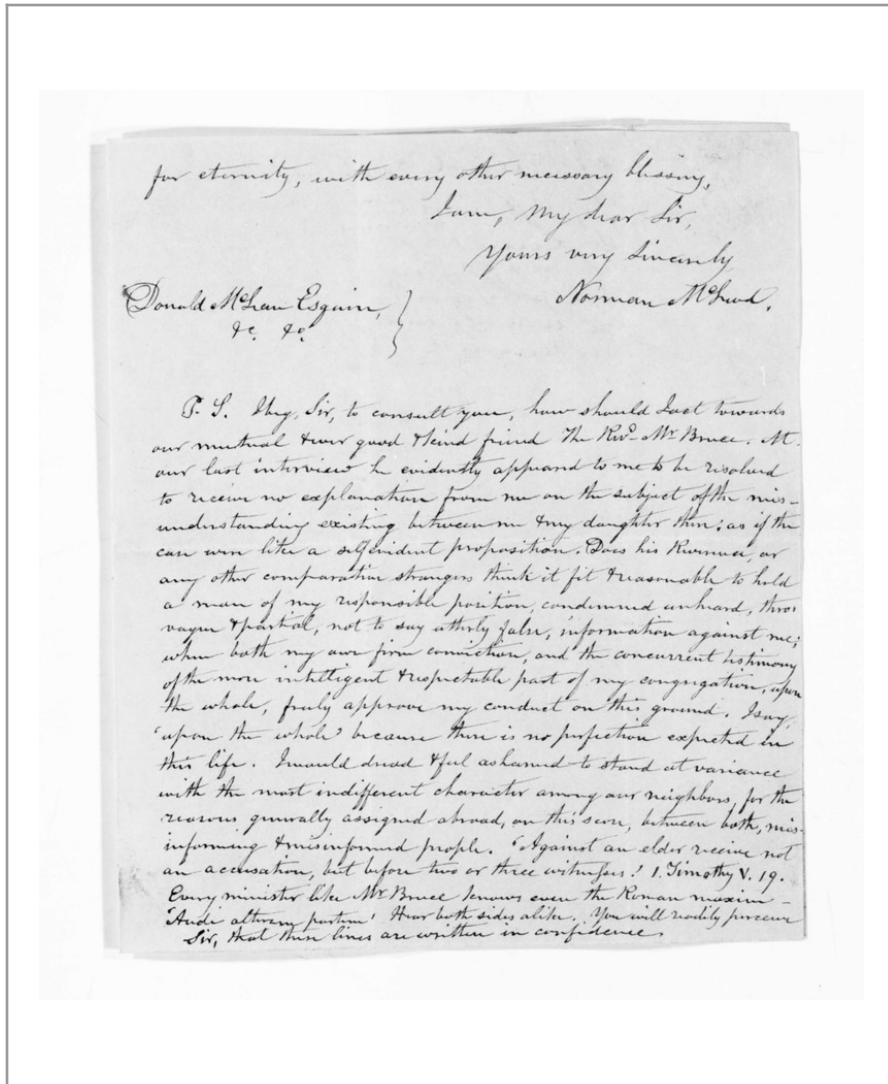 for eternity, with every other necessary blessing,
I am, My dear Sir,
Yours very Sincerely
Norman McLeod.
Donald McLean Esquire,
&c. &c.
P. S. I beg, Sir, to consult you, how should I act towards
our mutual & our good & kind friend The Revd. Mr. Bruce. At
our last interview he evidently appeared to me to be resolved
to receive no explanation from me on the subject of the mis-
understanding existing between me & my daughter then; as if the
case were like a selfevident proposition. Does his Reverence, or
any other comparative strangers think it fit & reasonable to hold
a man of my responsible position, condemned unheard, thro'
vague & partial, not to say utterly false, information against me;
when both my own firm conviction, and the concurrent testimony
of the more intelligent & respectable part of my congregation, upon
the whole, freely approve my conduct on this ground. I say,
'upon the whole' because there is no perfection expected in
this life. I would dread & feel ashamed to stand at variance
with the most indifferent character among our neighbors, for the
reasons generally assigned abroad, on this score, between both, mis-
informing & misinformed people. 'Against an elder receive not
an accusation, but before two or three witnesses'. 1. Timothy V. 19.
Every minister like Mr. Bruce knows even the Roman maxim -
'Audi alteram partem' Hear both sides alike. You will readily perceive
Sir, that these lines are written in confidence.